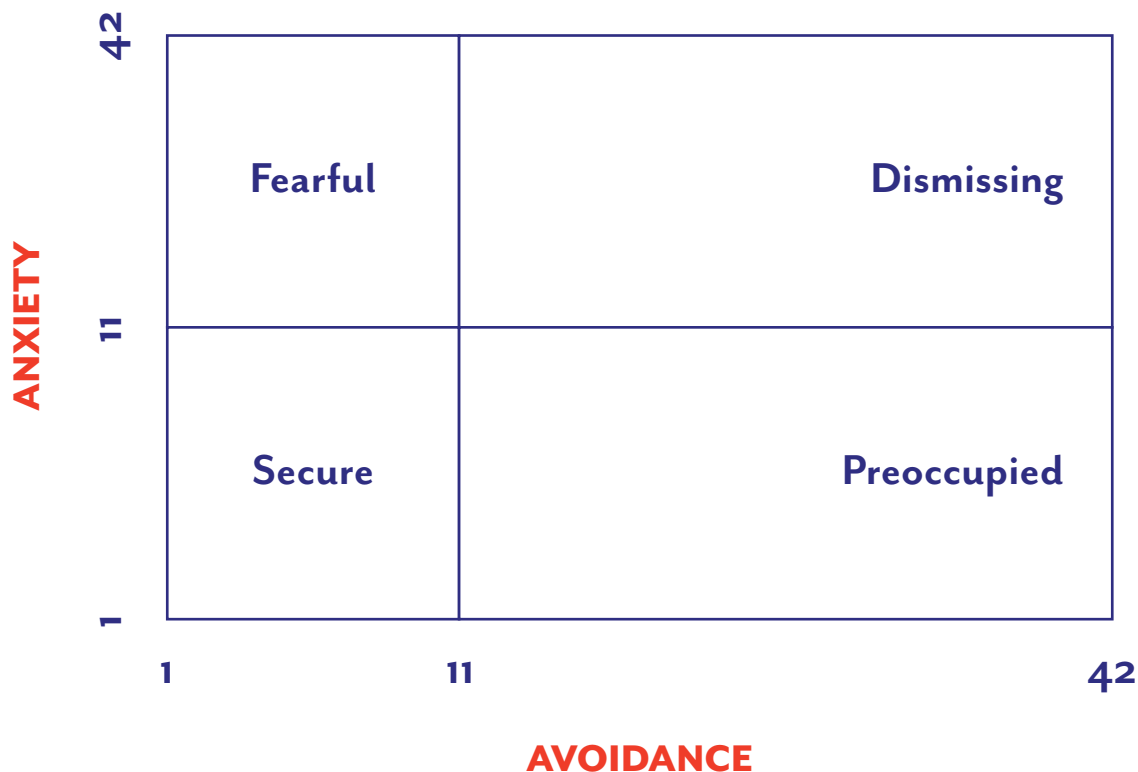 42
Fearful
Dismissing
ANXIETY
11
Secure
Preoccupied
1
1
11
42
AVOIDANCE